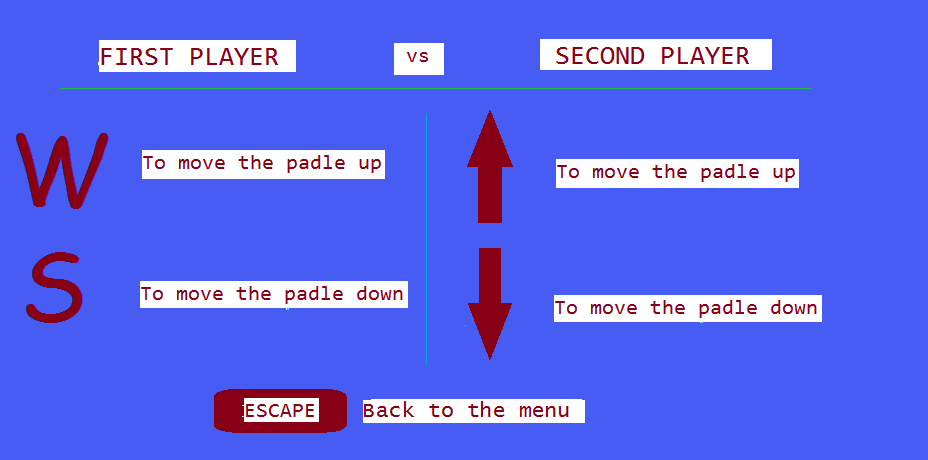 FIRST PLAYER vs SECOND PLAYER
W To move the padle up
To move the padle up
S To move the padle down
To move the padle down
ESCAPE Back to the menu